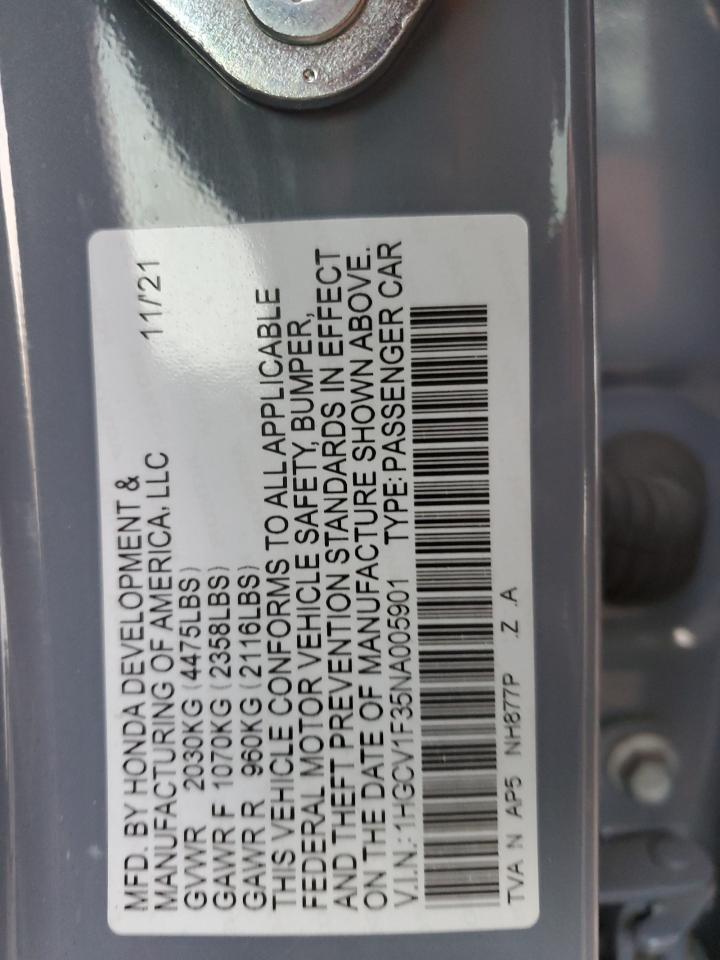 MFD. BY HONDA DEVELOPMENT &
MANUFACTURING OF AMERICA, LLC 11/'21
GVWR 2030KG (4475LBS)
GAWR F 1070KG (2358LBS)
GAWR R 960KG (2116LBS)
THIS VEHICLE CONFORMS TO ALL APPLICABLE
FEDERAL MOTOR VEHICLE SAFETY, BUMPER,
AND THEFT PREVENTION STANDARDS IN EFFECT
ON THE DATE OF MANUFACTURE SHOWN ABOVE.
V.I.N.: 1HGCV1F35NA005901 TYPE: PASSENGER CAR
TVA N AP5 NH877P .Z .A